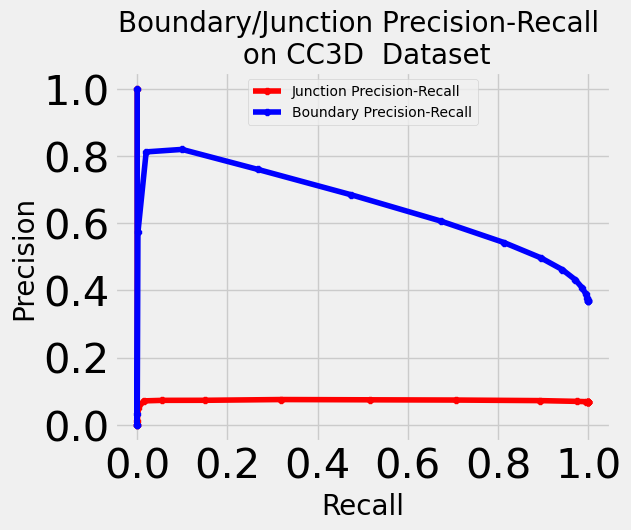 Boundary/Junction Precision-Recall
on CC3D  Dataset
Junction Precision-Recall
Boundary Precision-Recall
Precision
1.0
0.8
0.6
0.4
0.2
0.0
0.0 0.2 0.4 0.6 0.8 1.0
Recall